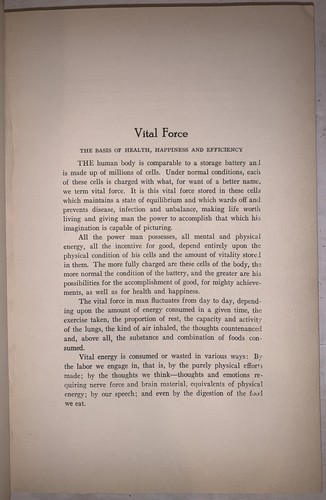 Vital Force
THE BASIS OF HEALTH, HAPPINESS AND EFFICIENCY
THE human body is comparable to a storage battery and
is made up of millions of cells. Under normal conditions, each
of these cells is charged with what, for want of a better name,
we term vital force. It is this vital force stored in these cells
which maintains a state of equilibrium and which wards off and
prevents disease, infection and unbalance, making life worth
living and giving man the power to accomplish that which his
imagination is capable of picturing.
All the power man possesses, all mental and physical
energy, all the incentive for good, depend entirely upon the
physical condition of his cells and the amount of vitality stored
in them. The more fully charged are these cells of the body, the
more normal the condition of the battery, and the greater are his
possibilities for the accomplishment of good, for mighty achieve-
ments, as well as for health and happiness.
The vital force in man fluctuates from day to day, depend-
ing upon the amount of energy consumed in a given time, the
exercise taken, the proportion of rest, the capacity and activity
of the lungs, the kind of air inhaled, the thoughts countenanced
and, above all, the substance and combination of foods con-
sumed.
Vital energy is consumed or wasted in various ways: By
the labor we engage in, that is, by the purely physical efforts
made; by the thoughts we think—thoughts and emotions re-
quiring nerve force and brain material, equivalents of physical
energy; by our speech; and even by the digestion of the food
we eat.